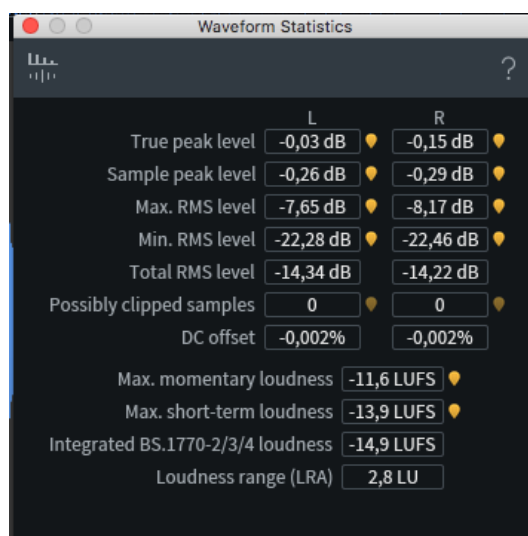 Waveform Statistics
?
L R
True peak level -0,03 dB -0,15 dB
Sample peak level -0,26 dB -0,29 dB
Max. RMS level -7,65 dB -8,17 dB
Min. RMS level -22,28 dB -22,46 dB
Total RMS level -14,34 dB -14,22 dB
Possibly clipped samples 0 0
DC offset -0,002% -0,002%
Max. momentary loudness -11,6 LUFS
Max. short-term loudness -13,9 LUFS
Integrated BS.1770-2/3/4 loudness -14,9 LUFS
Loudness range (LRA) 2,8 LU